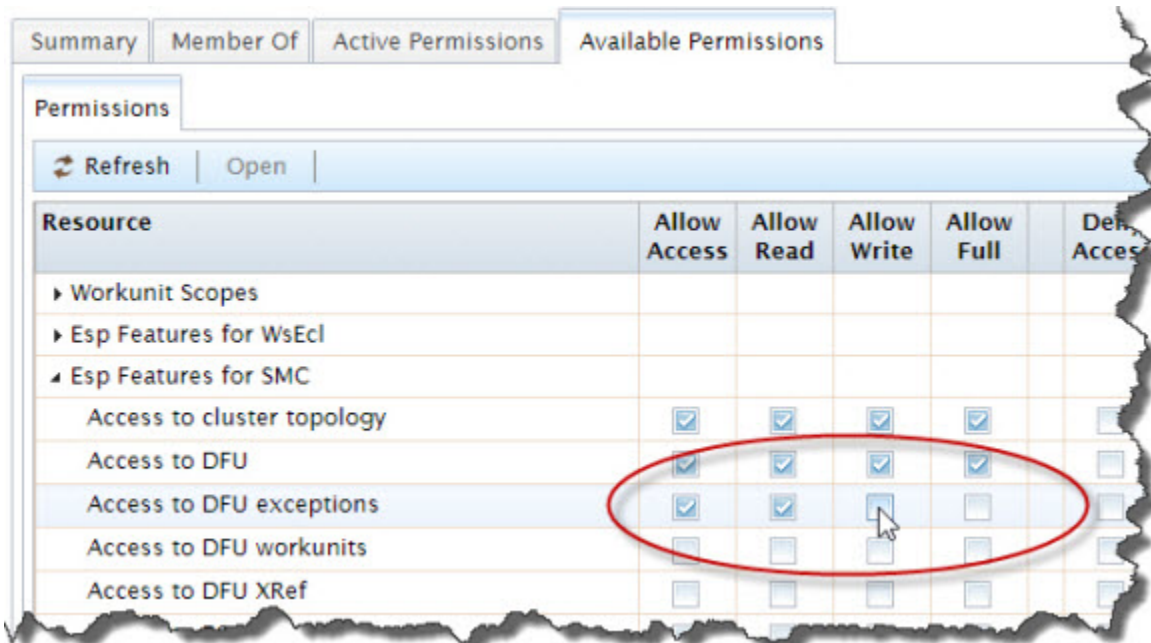 Summary Member Of Active Permissions Available Permissions
Permissions
Refresh Open
Resource Allow Access Allow Read Allow Write Allow Full
Workunit Scopes
Esp Features for WsEcl
Esp Features for SMC
Access to cluster topology
Access to DFU
Access to DFU exceptions
Access to DFU workunits
Access to DFU XRef